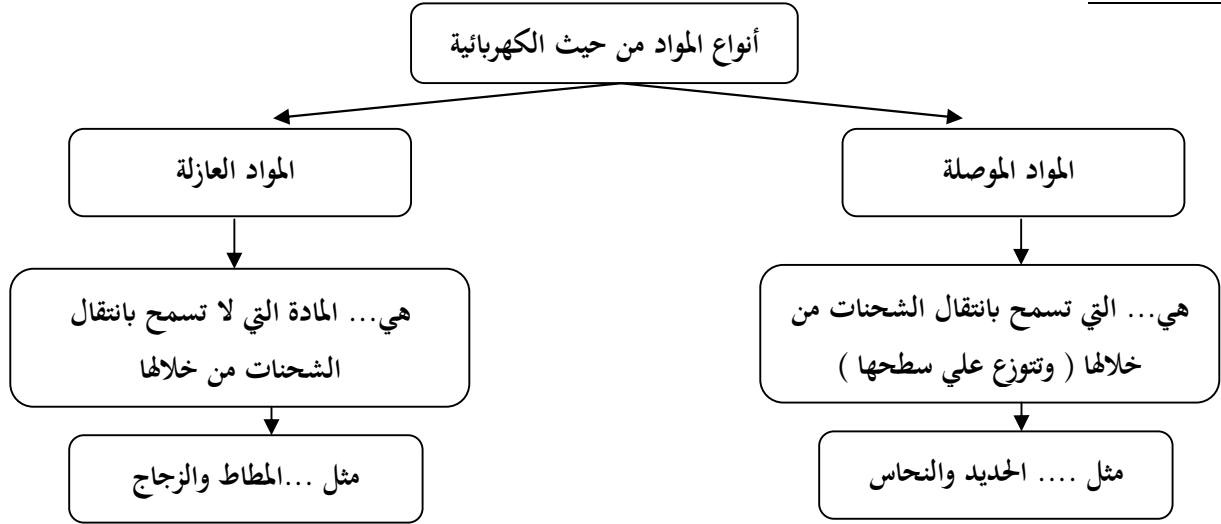 أنواع المواد من حيث الكهربائية
المواد الموصلة
المواد العازلة
هي... التي تسمح بانتقال الشحنات من
خلالها ( وتتوزع علي سطحها )
هي... المادة التي لا تسمح بانتقال
الشحنات من خلالها
مثل .... الحديد والنحاس
مثل ...المطاط والزجاج